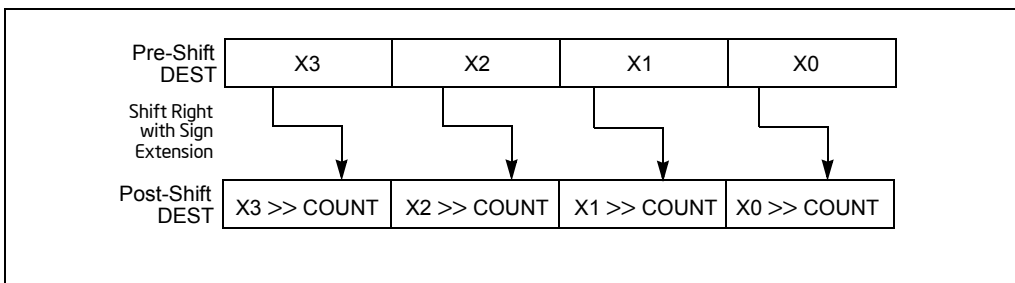 Pre-Shift
DEST
X3
X2
X1
X0
Shift Right
with Sign
Extension
Post-Shift
DEST
X3 >> COUNT
X2 >> COUNT
X1 >> COUNT
X0 >> COUNT